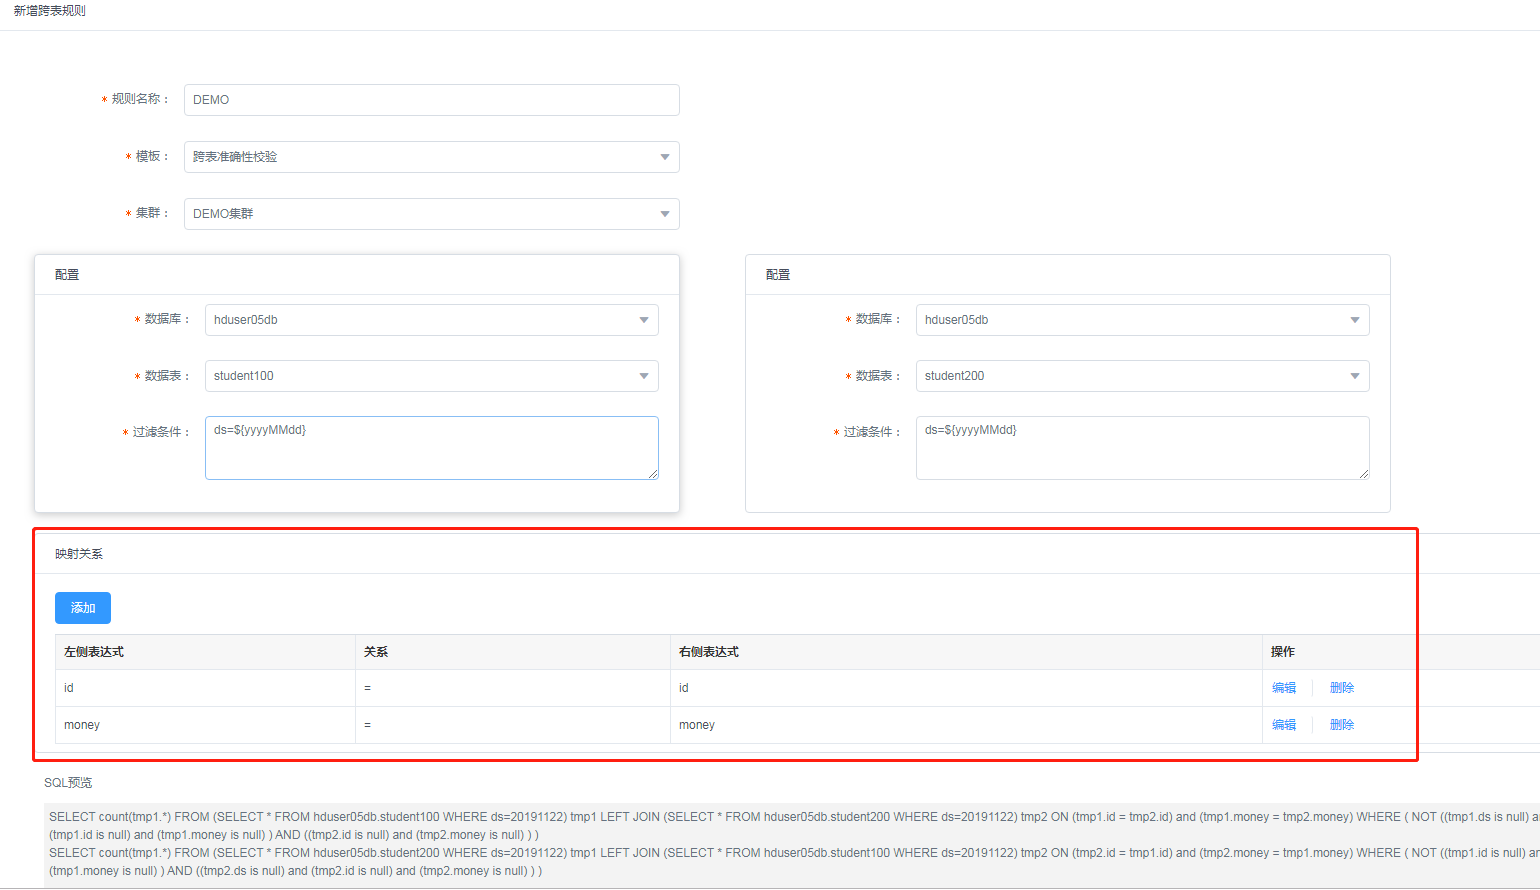 新增跨表规则
* 规则名称： DEMO
* 模板： 跨表准确性校验
* 集群： DEMO集群
配置
* 数据库： hduser05db
* 数据表： student100
* 过滤条件： ds=${yyyyMMdd}
配置
* 数据库： hduser05db
* 数据表： student200
* 过滤条件： ds=${yyyyMMdd}
映射关系
添加
左侧表达式 关系 右侧表达式 操作
id = id 编辑 删除
money = money 编辑 删除
SQL预览
SELECT count(tmp1.*) FROM (SELECT * FROM hduser05db.student100 WHERE ds=20191122) tmp1 LEFT JOIN (SELECT * FROM hduser05db.student200 WHERE ds=20191122) tmp2 ON (tmp1.id = tmp2.id) and (tmp1.money = tmp2.money) WHERE ( NOT ((tmp1.ds is null) a
(tmp1.id is null) and (tmp1.money is null) ) AND ((tmp2.id is null) and (tmp2.money is null) ) )
SELECT count(tmp1.*) FROM (SELECT * FROM hduser05db.student200 WHERE ds=20191122) tmp1 LEFT JOIN (SELECT * FROM hduser05db.student100 WHERE ds=20191122) tmp2 ON (tmp2.id = tmp1.id) and (tmp2.money = tmp1.money) WHERE ( NOT ((tmp1.id is null) an
(tmp1.money is null) ) AND ((tmp2.ds is null) and (tmp2.id is null) and (tmp2.money is null) ) )